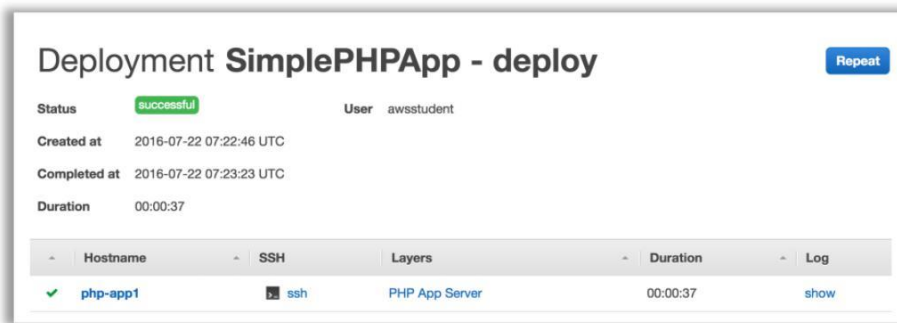 Deployment SimplePHPApp - deploy
Repeat
Status successful User awsstudent
Created at 2016-07-22 07:22:46 UTC
Completed at 2016-07-22 07:23:23 UTC
Duration 00:00:37
Hostname SSH Layers Duration Log
php-app1 ssh PHP App Server 00:00:37 show